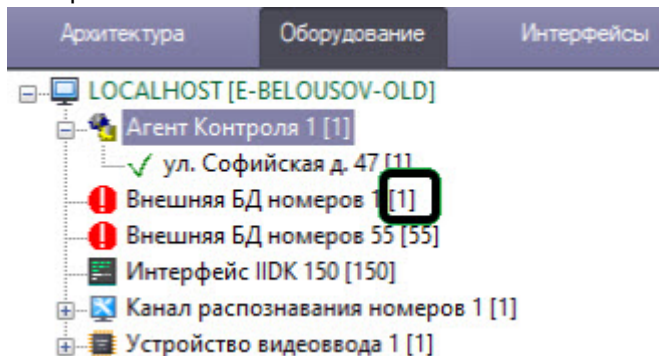 Архитектура Оборудование Интерфейсы
LOCALHOST [E-BELOUSOV-OLD]
Агент Контроля 1 [1]
ул. Софийская д. 47 [1]
Внешняя БД номеров 1 [1]
Внешняя БД номеров 55 [55]
Интерфейс IIDK 150 [150]
Канал распознавания номеров 1 [1]
Устройство видеоввода 1 [1]